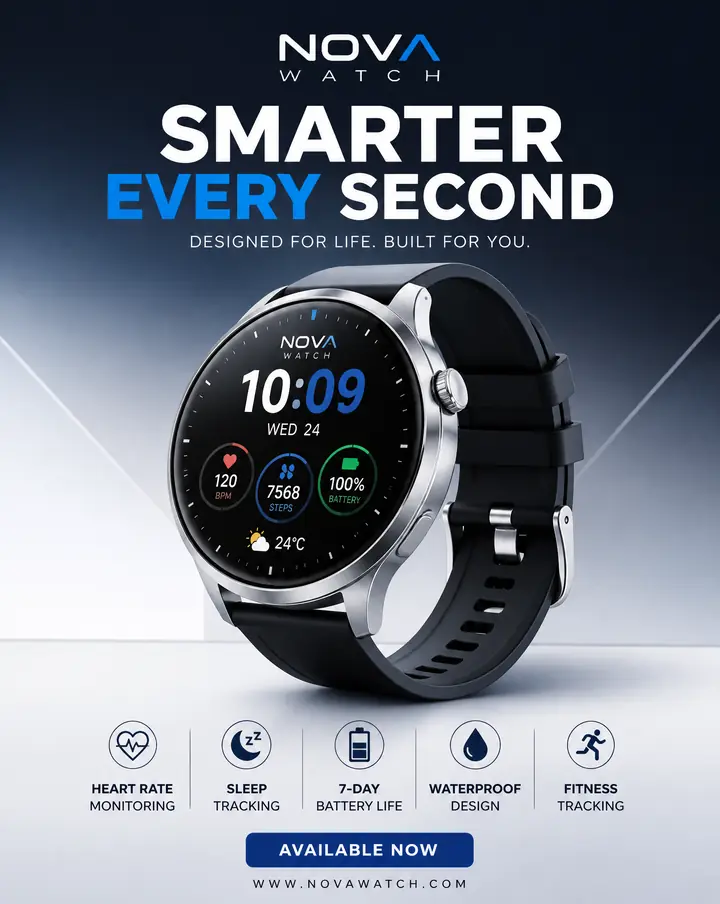 NOVA
WATCH
SMARTER
EVERY SECOND
DESIGNED FOR LIFE. BUILT FOR YOU.
NOVA
WATCH
10:09
WED 24
120
BPM
7568
STEPS
100%
BATTERY
24°C
HEART RATE
MONITORING
SLEEP
TRACKING
7-DAY
BATTERY LIFE
WATERPROOF
DESIGN
FITNESS
TRACKING
AVAILABLE NOW
WWW.NOVAWATCH.COM